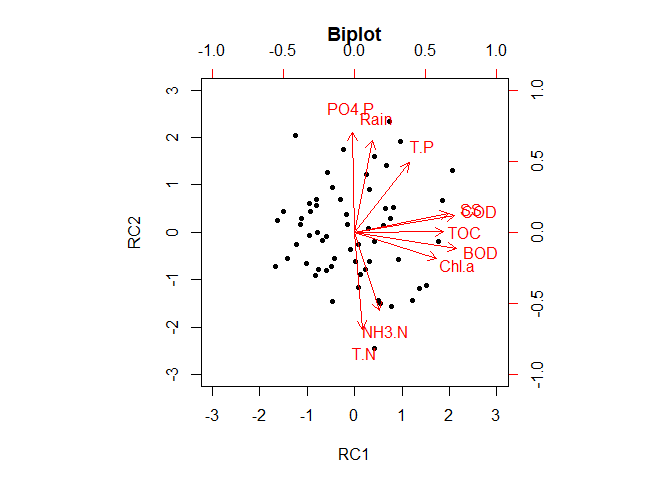 Biplot
-1.0 -0.5 0.0 0.5 1.0
3 1.0
PO4.P
Rain
2
T.P 0.5
1
SS
COD
RC2 0 TOC 0.0
BOD
Chl.a
-1
-0.5
-2 NH3.N
T.N
-3 -1.0
-3 -2 -1 0 1 2 3
RC1